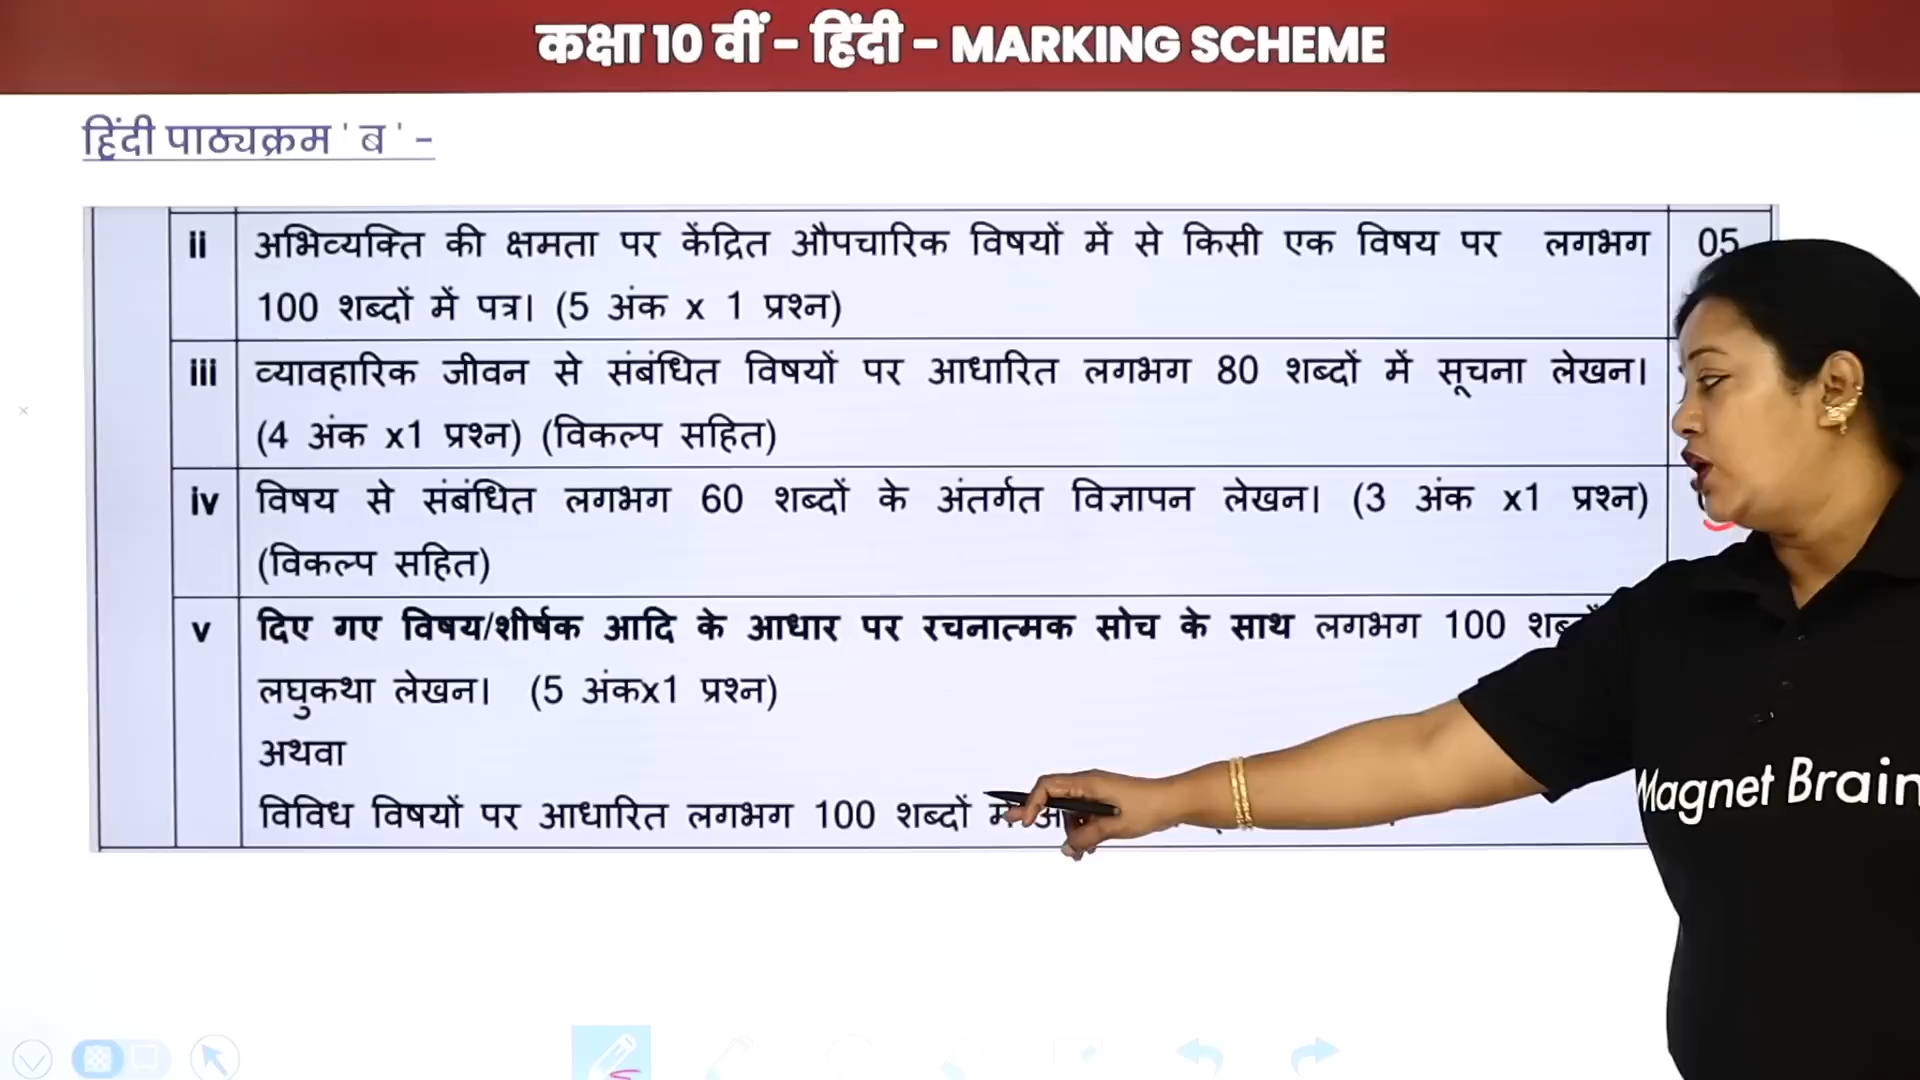 कक्षा 10 वीं - हिंदी - MARKING SCHEME
हिंदी पाठ्यक्रम ' ब ' -
ii अभिव्यक्ति की क्षमता पर केंद्रित औपचारिक विषयों में से किसी एक विषय पर लगभग 05
100 शब्दों में पत्र। (5 अंक x 1 प्रश्न)
iii व्यावहारिक जीवन से संबंधित विषयों पर आधारित लगभग 80 शब्दों में सूचना लेखन।
(4 अंक x1 प्रश्न) (विकल्प सहित)
iv विषय से संबंधित लगभग 60 शब्दों के अंतर्गत विज्ञापन लेखन। (3 अंक x1 प्रश्न)
(विकल्प सहित)
v दिए गए विषय/शीर्षक आदि के आधार पर रचनात्मक सोच के साथ लगभग 100
लघुकथा लेखन। (5 अंकx1 प्रश्न)
अथवा
विविध विषयों पर आधारित लगभग 100 शब्दों में
Magnet Brain